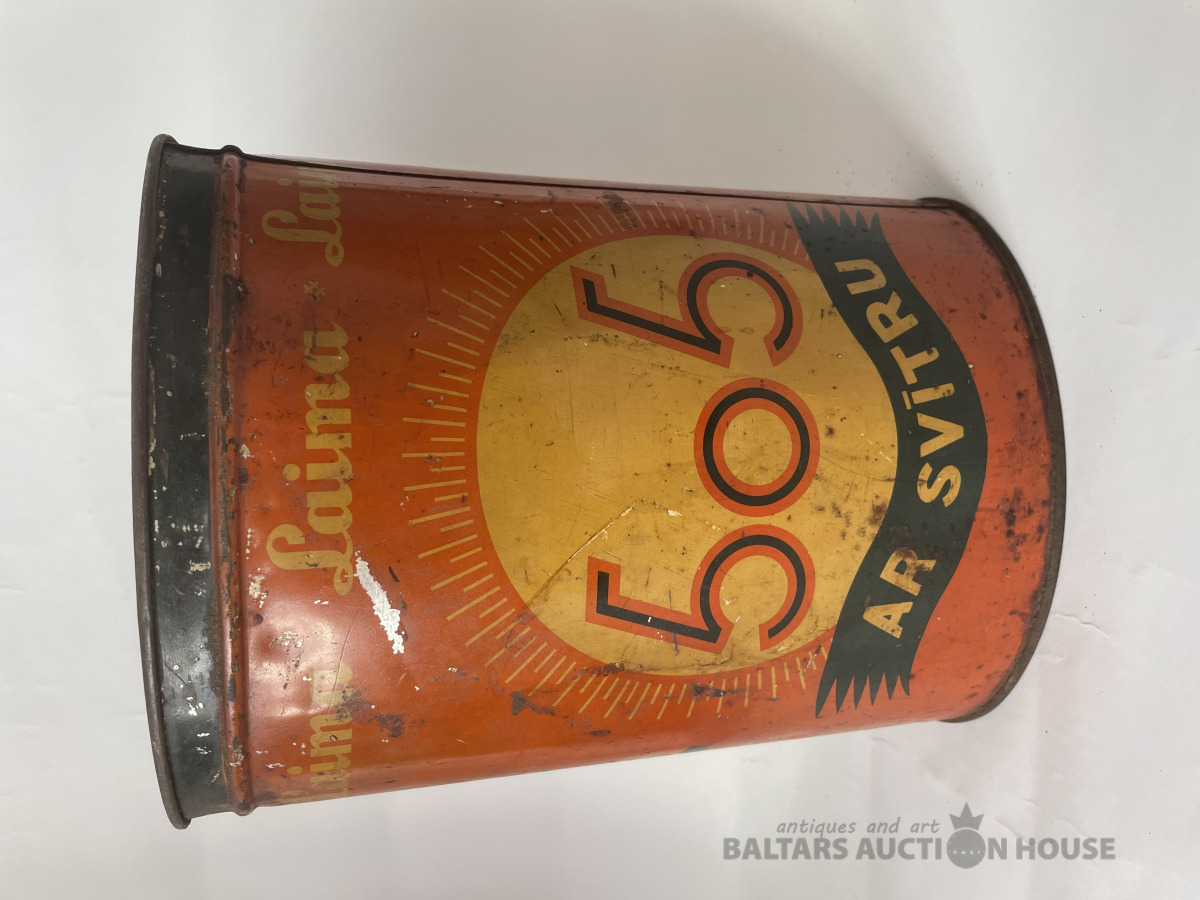 Laima * Laima * Lai
505
AR SVĪTRU
antiques and art
BALTARS AUCTION HOUSE